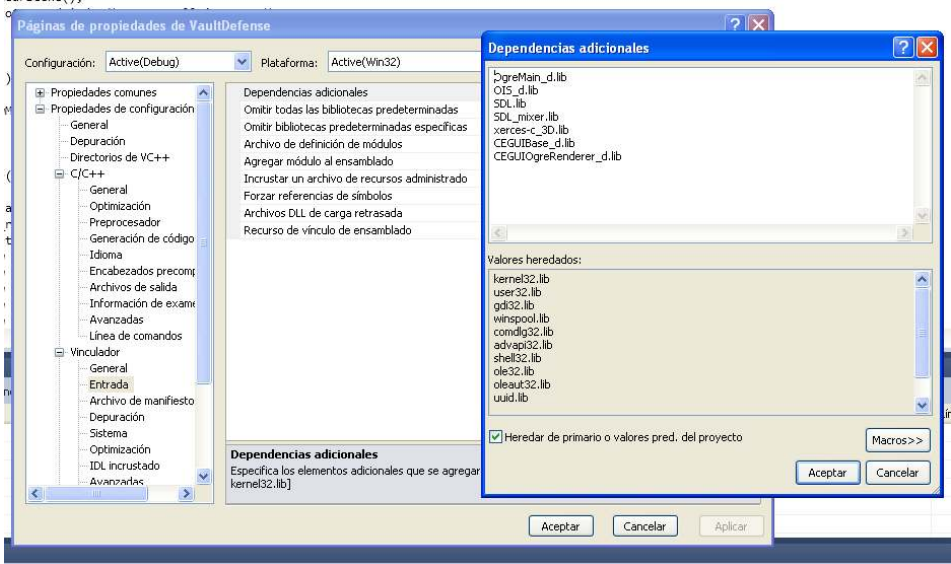 Páginas de propiedades de VaultDefense
Configuración: Active(Debug) Plataforma: Active(Win32)
Propiedades comunes
Propiedades de configuración
General
Depuración
Directorios de VC++
C/C++
General
Optimización
Preprocesador
Generación de código
Idioma
Encabezados precomp
Archivos de salida
Información de exame
Avanzadas
Línea de comandos
Vinculador
General
Entrada
Archivo de manifiesto
Depuración
Sistema
Optimización
IDL incrustado
Avanzadas
Dependencias adicionales
Omitir todas las bibliotecas predeterminadas
Omitir bibliotecas predeterminadas específicas
Archivo de definición de módulos
Agregar módulo al ensamblado
Incrustar un archivo de recursos administrado
Forzar referencias de símbolos
Archivos DLL de carga retrasada
Recurso de vínculo de ensamblado
Dependencias adicionales
Especifica los elementos adicionales que se agregar
kernel32.lib]
Aceptar Cancelar Aplicar
Dependencias adicionales
OgreMain_d.lib
OIS_d.lib
SDL.lib
SDL_mixer.lib
xerces-c_3D.lib
CEGUIBase_d.lib
CEGUIOgreRenderer_d.lib
Valores heredados:
kernel32.lib
user32.lib
gdi32.lib
winspool.lib
comdlg32.lib
advapi32.lib
shell32.lib
ole32.lib
oleaut32.lib
uuid.lib
Heredar de primario o valores pred. del proyecto
Macros>>
Aceptar Cancelar